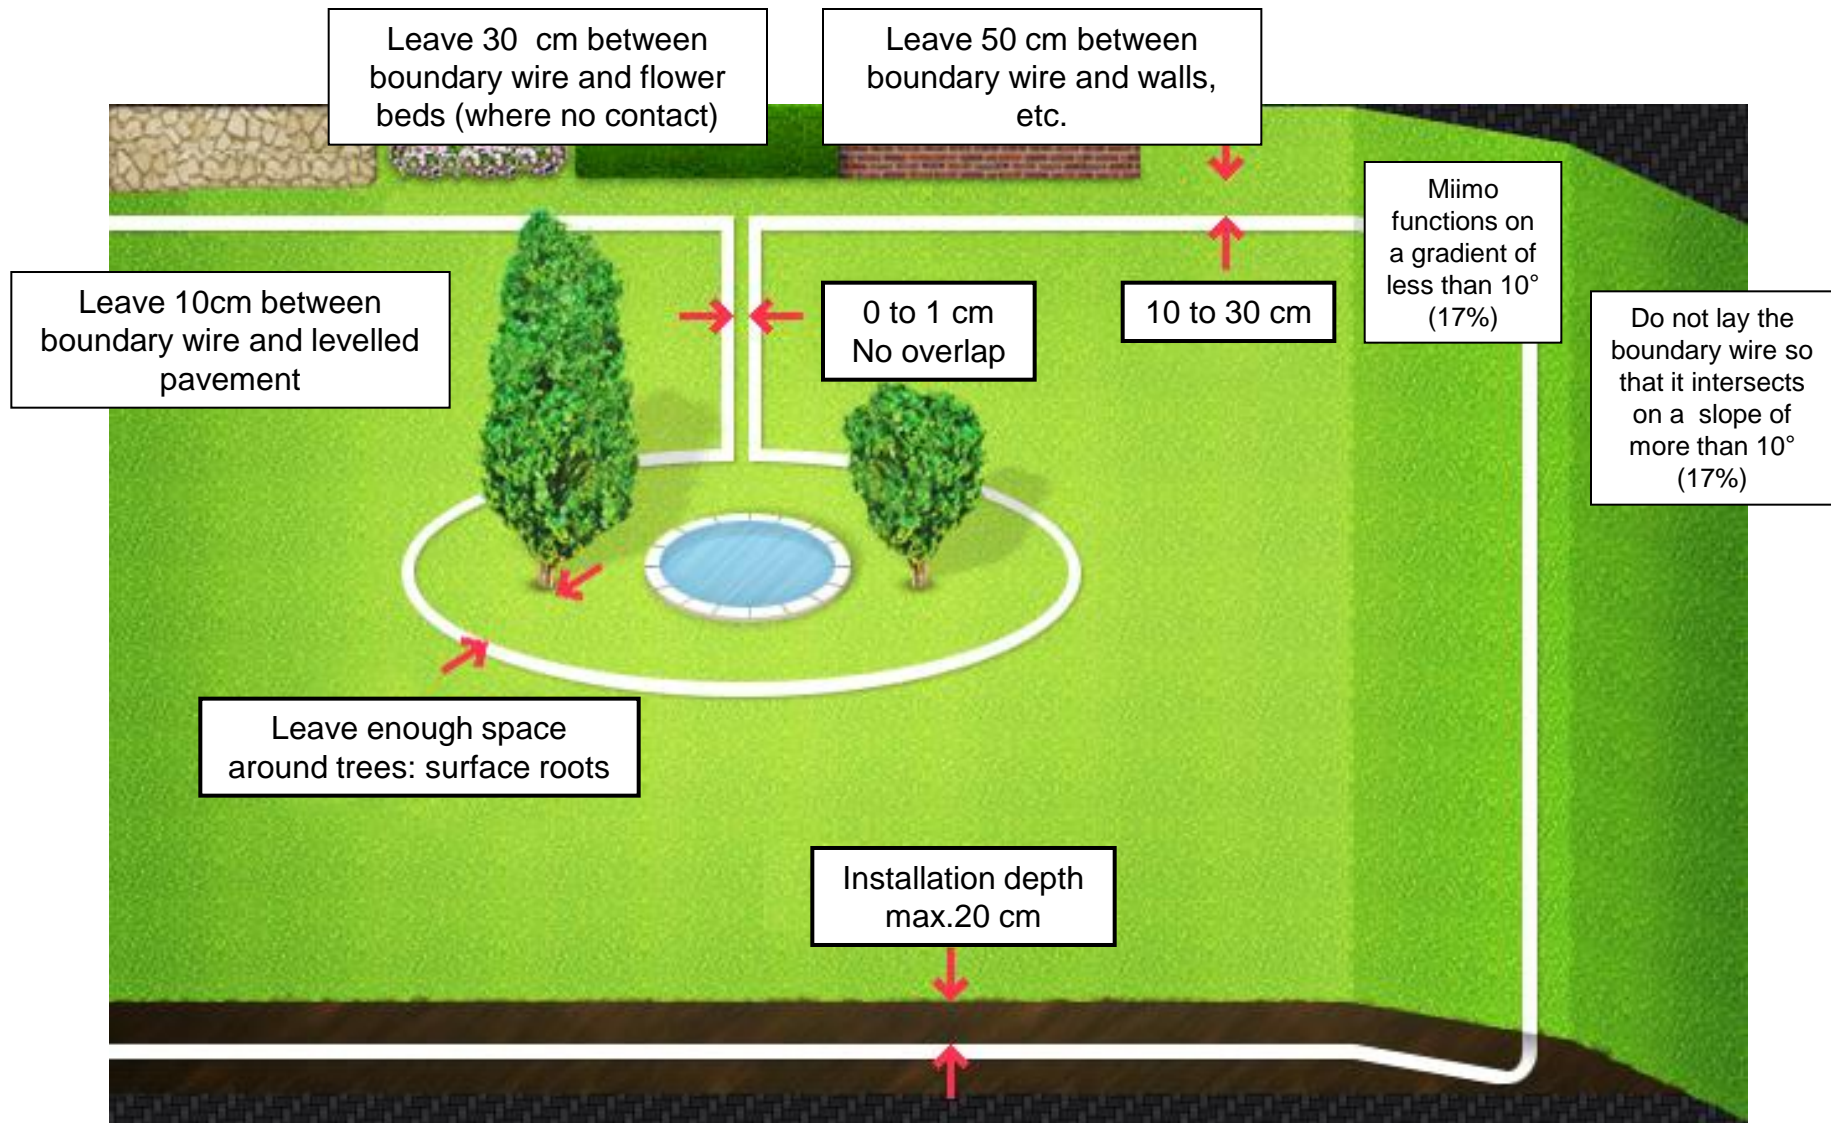 Leave 30  cm between
boundary wire and flower
beds (where no contact)
Leave 50 cm between
boundary wire and walls,
etc.
Miimo
functions on
a gradient of
less than 10°
(17%)
Leave 10cm between
boundary wire and levelled
pavement
0 to 1 cm
No overlap
10 to 30 cm
Do not lay the
boundary wire so
that it intersects
on a  slope of
more than 10°
(17%)
Leave enough space
around trees: surface roots
Installation depth
max.20 cm